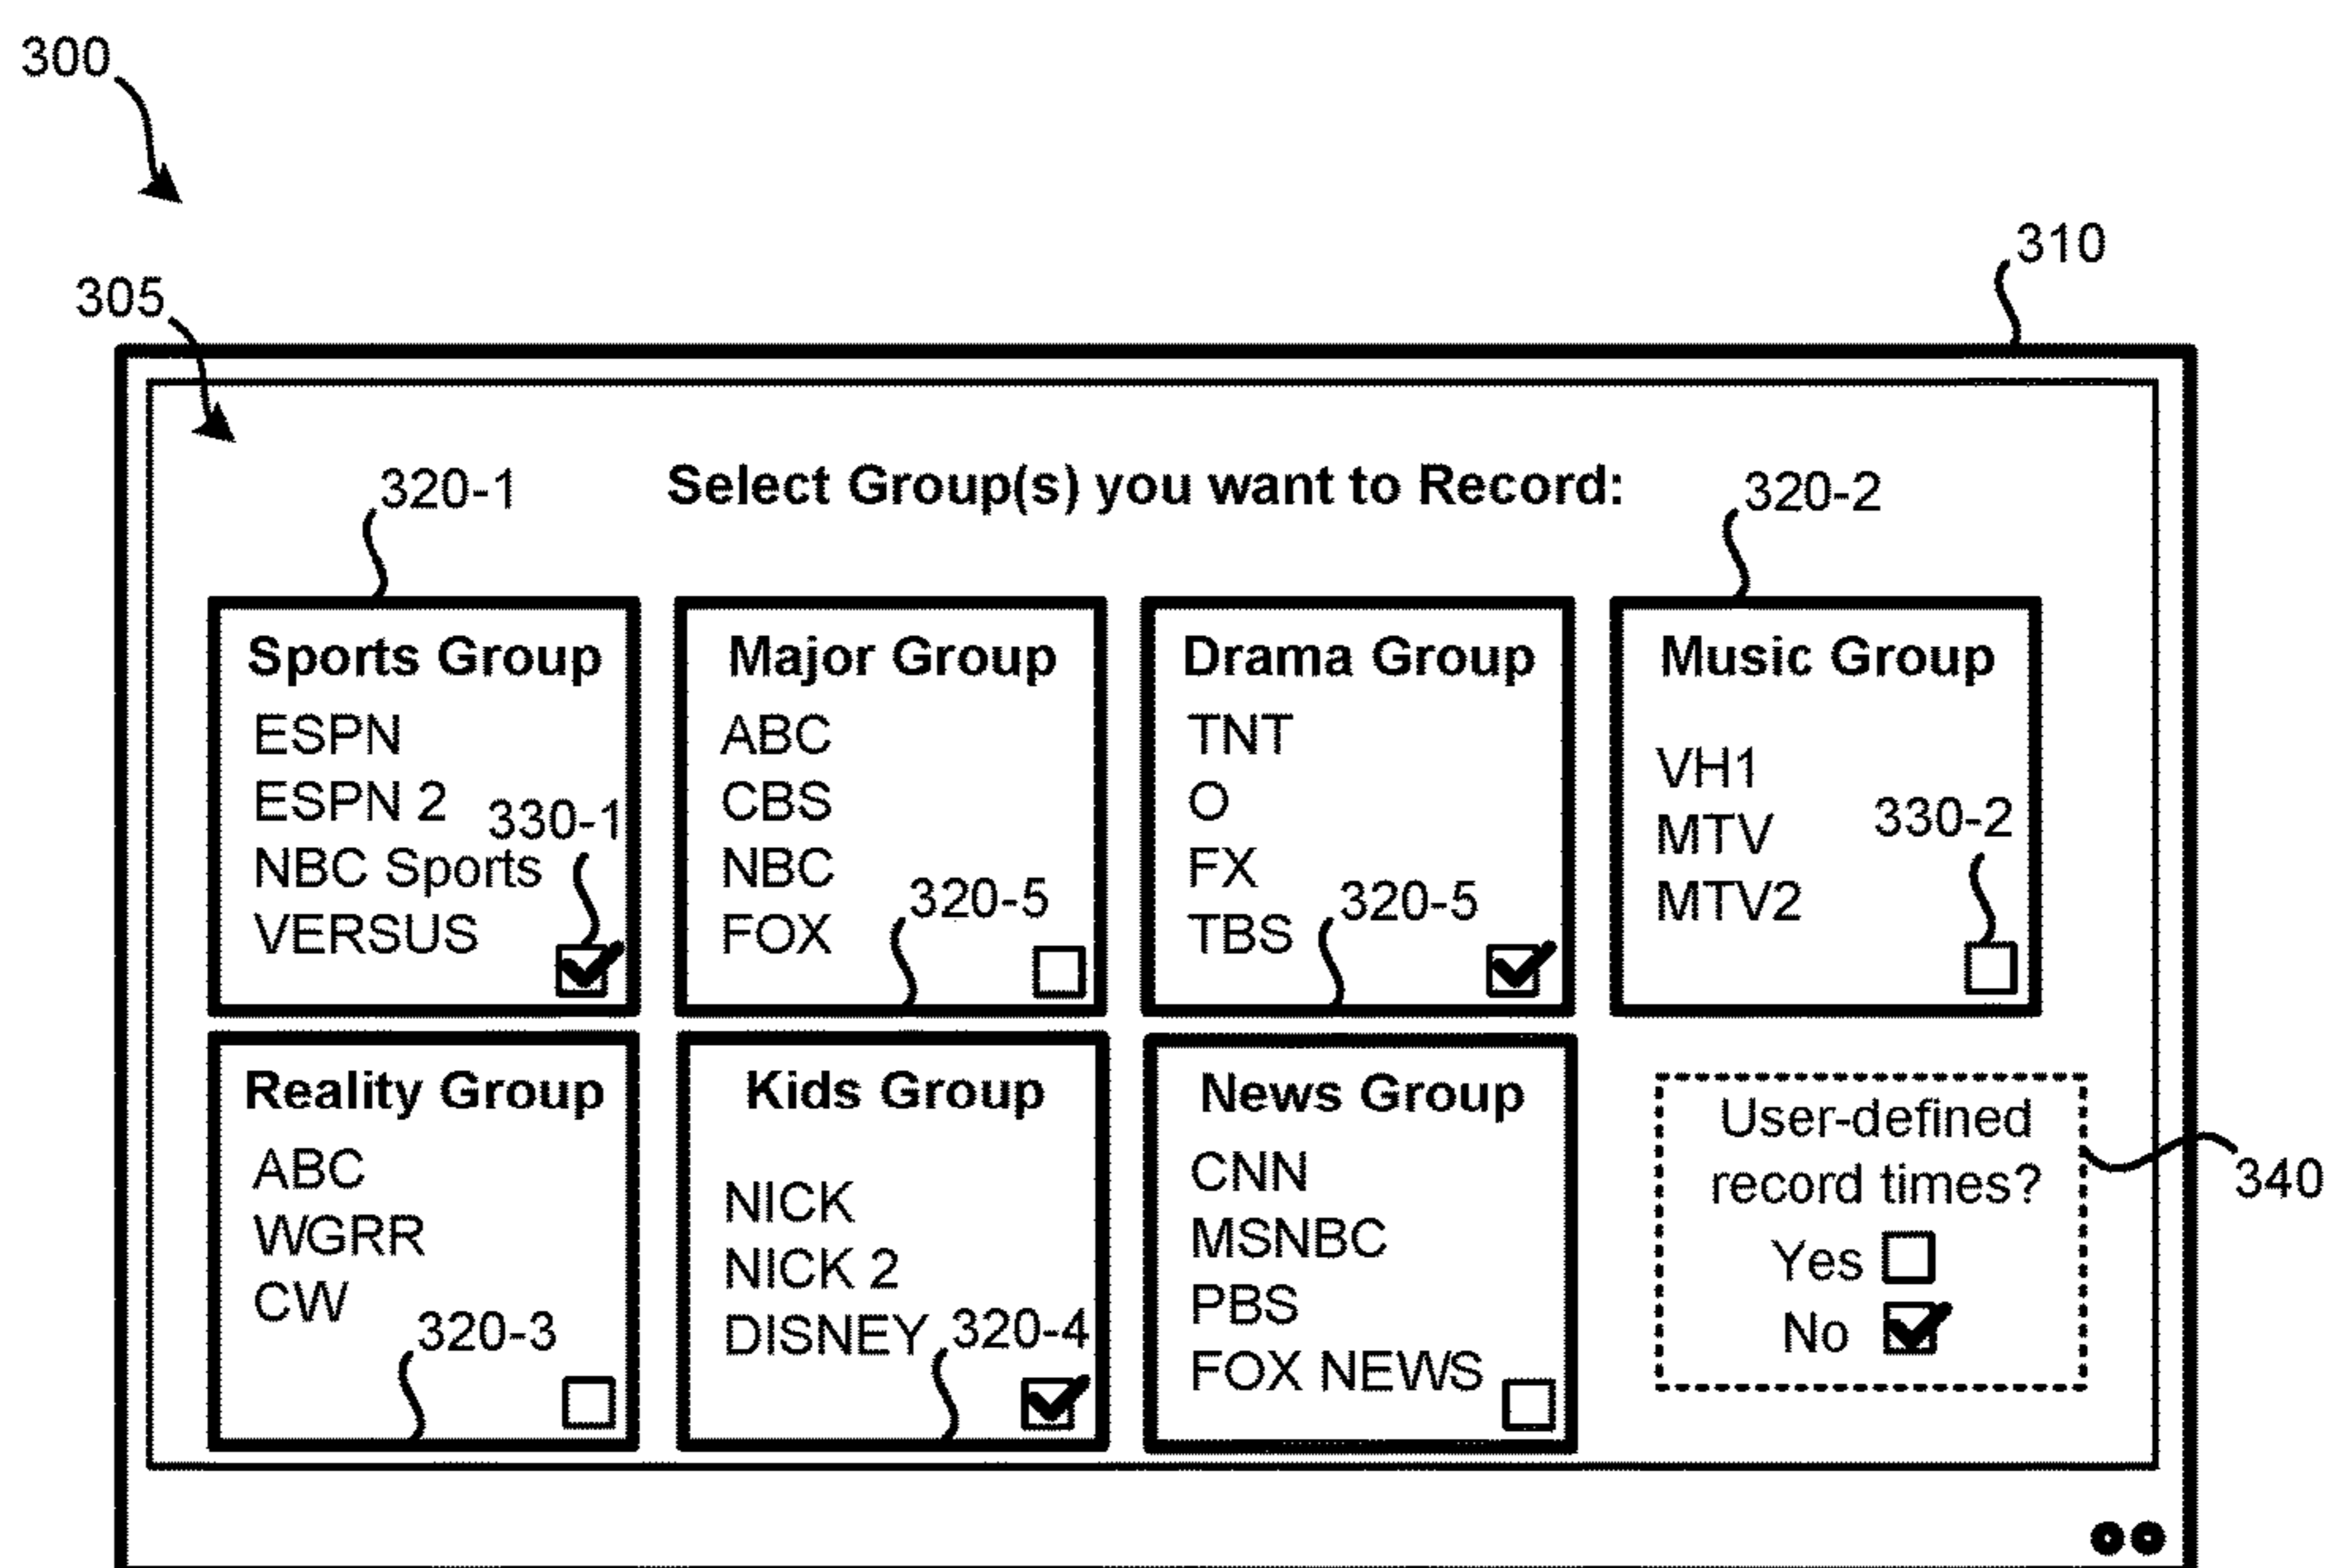 300
310
305
320-1
Select Group(s) you want to Record:
320-2
Sports Group
ESPN
ESPN 2
330-1
NBC Sports
VERSUS
Major Group
ABC
CBS
NBC
320-5
FOX
Drama Group
TNT
O
FX
320-5
TBS
Music Group
VH1
MTV
330-2
MTV2
Reality Group
ABC
WGRR
CW
320-3
Kids Group
NICK
NICK 2
DISNEY
320-4
News Group
CNN
MSNBC
PBS
FOX NEWS
User-defined
record times?
Yes
No
340